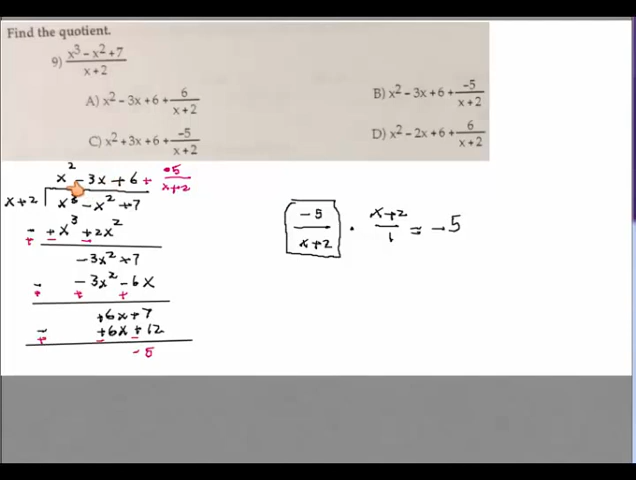 Find the quotient.
9) x³ − x² + 7 / x + 2
A) x² − 3x + 6 + 6 / x + 2
B) x² − 3x + 6 + −5 / x + 2
C) x² + 3x + 6 + −5 / x + 2
D) x² − 2x + 6 + 6 / x + 2
x² − 3x + 6 + −5 / x+2
x+2 x³ − x² + 7
− + x³ + 2x²
+ − −
−3x² + 7
− −3x² − 6x
+ + +
+6x + 7
− +6x + 12
+ − −
−5
−5 / x+2 · x+2 / 1 = −5